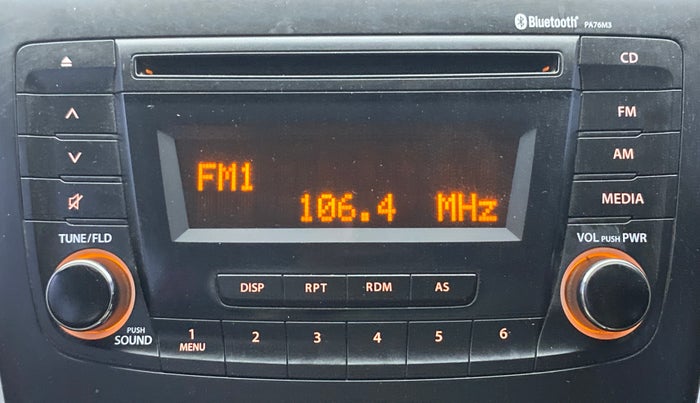 Bluetooth® PA76M3
CD
FM
AM
MEDIA
FM1
106.4 MHz
TUNE/FLD
VOL PUSH PWR
DISP RPT RDM AS
PUSH
SOUND
1 2 3 4 5 6
MENU